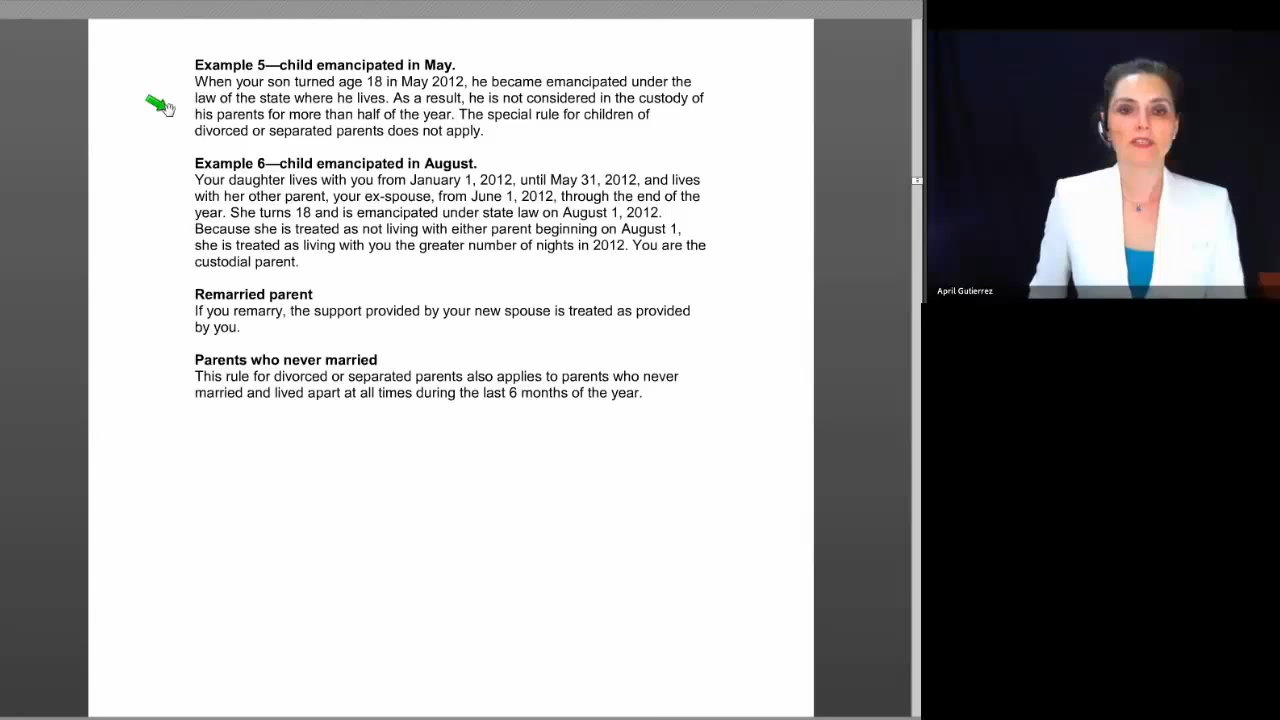 Example 5—child emancipated in May.
When your son turned age 18 in May 2012, he became emancipated under the
law of the state where he lives. As a result, he is not considered in the custody of
his parents for more than half of the year. The special rule for children of
divorced or separated parents does not apply.
Example 6—child emancipated in August.
Your daughter lives with you from January 1, 2012, until May 31, 2012, and lives
with her other parent, your ex-spouse, from June 1, 2012, through the end of the
year. She turns 18 and is emancipated under state law on August 1, 2012.
Because she is treated as not living with either parent beginning on August 1,
she is treated as living with you the greater number of nights in 2012. You are the
custodial parent.
Remarried parent
If you remarry, the support provided by your new spouse is treated as provided
by you.
Parents who never married
This rule for divorced or separated parents also applies to parents who never
married and lived apart at all times during the last 6 months of the year.
April Gutierrez